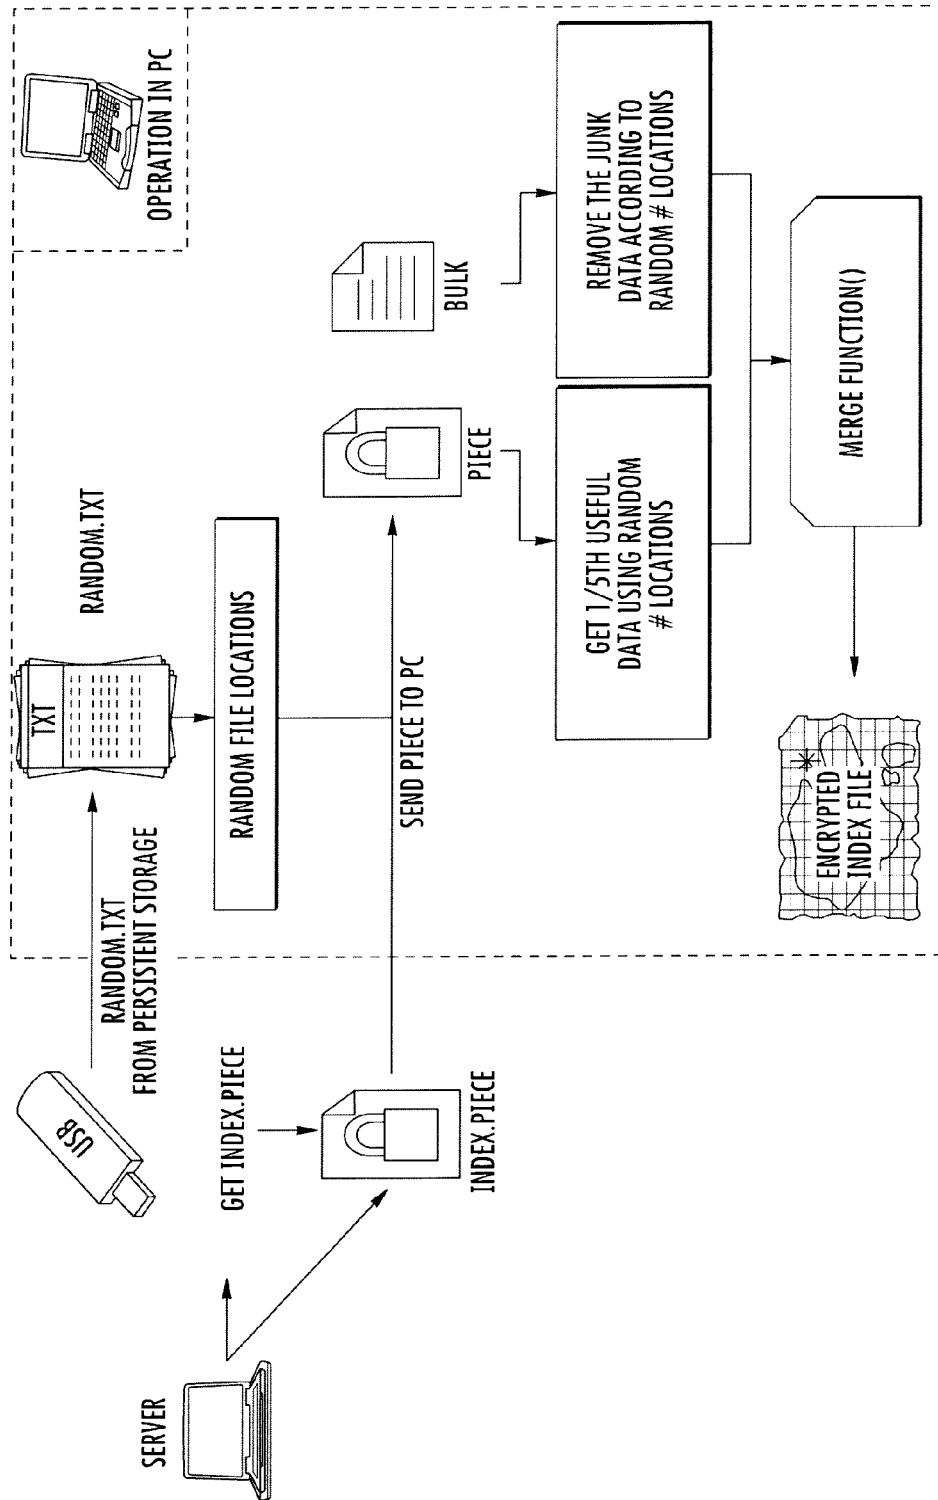 OPERATION IN PC
USB
RANDOM.TXT
FROM PERSISTENT STORAGE
TXT
RANDOM.TXT
RANDOM FILE LOCATIONS
SERVER
GET INDEX.PIECE
INDEX.PIECE
SEND PIECE TO PC
PIECE
BULK
GET 1/5TH USEFUL
DATA USING RANDOM
# LOCATIONS
REMOVE THE JUNK
DATA ACCORDING TO
RANDOM # LOCATIONS
ENCRYPTED
INDEX FILE
MERGE FUNCTION()